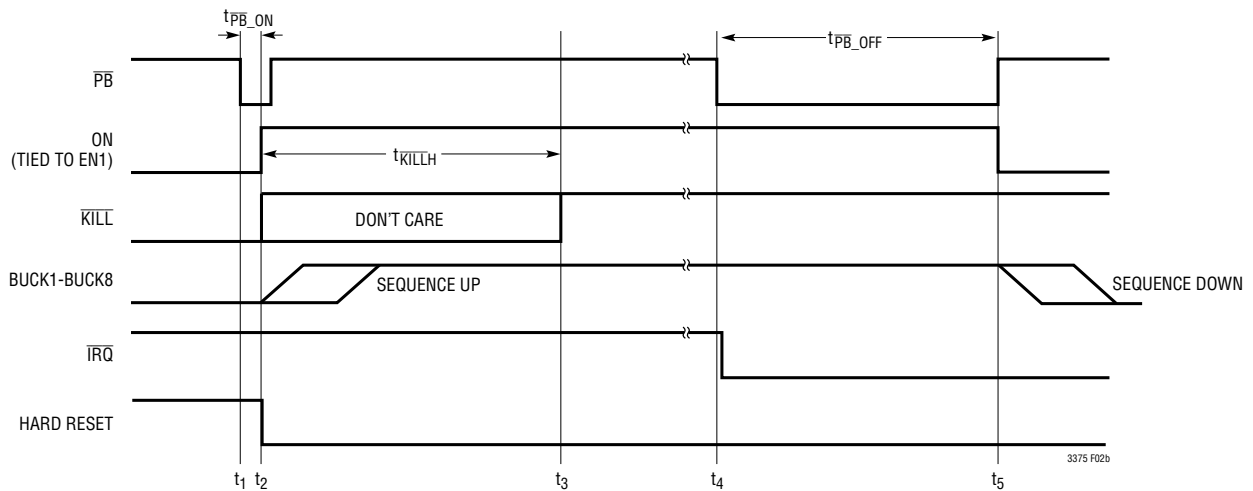 tPB_ON
tPB_OFF
PB
ON
(TIED TO EN1)
tKILLH
KILL
DON'T CARE
BUCK1-BUCK8
SEQUENCE UP
SEQUENCE DOWN
IRQ
HARD RESET
3375 F02b
t1 t2 t3 t4 t5